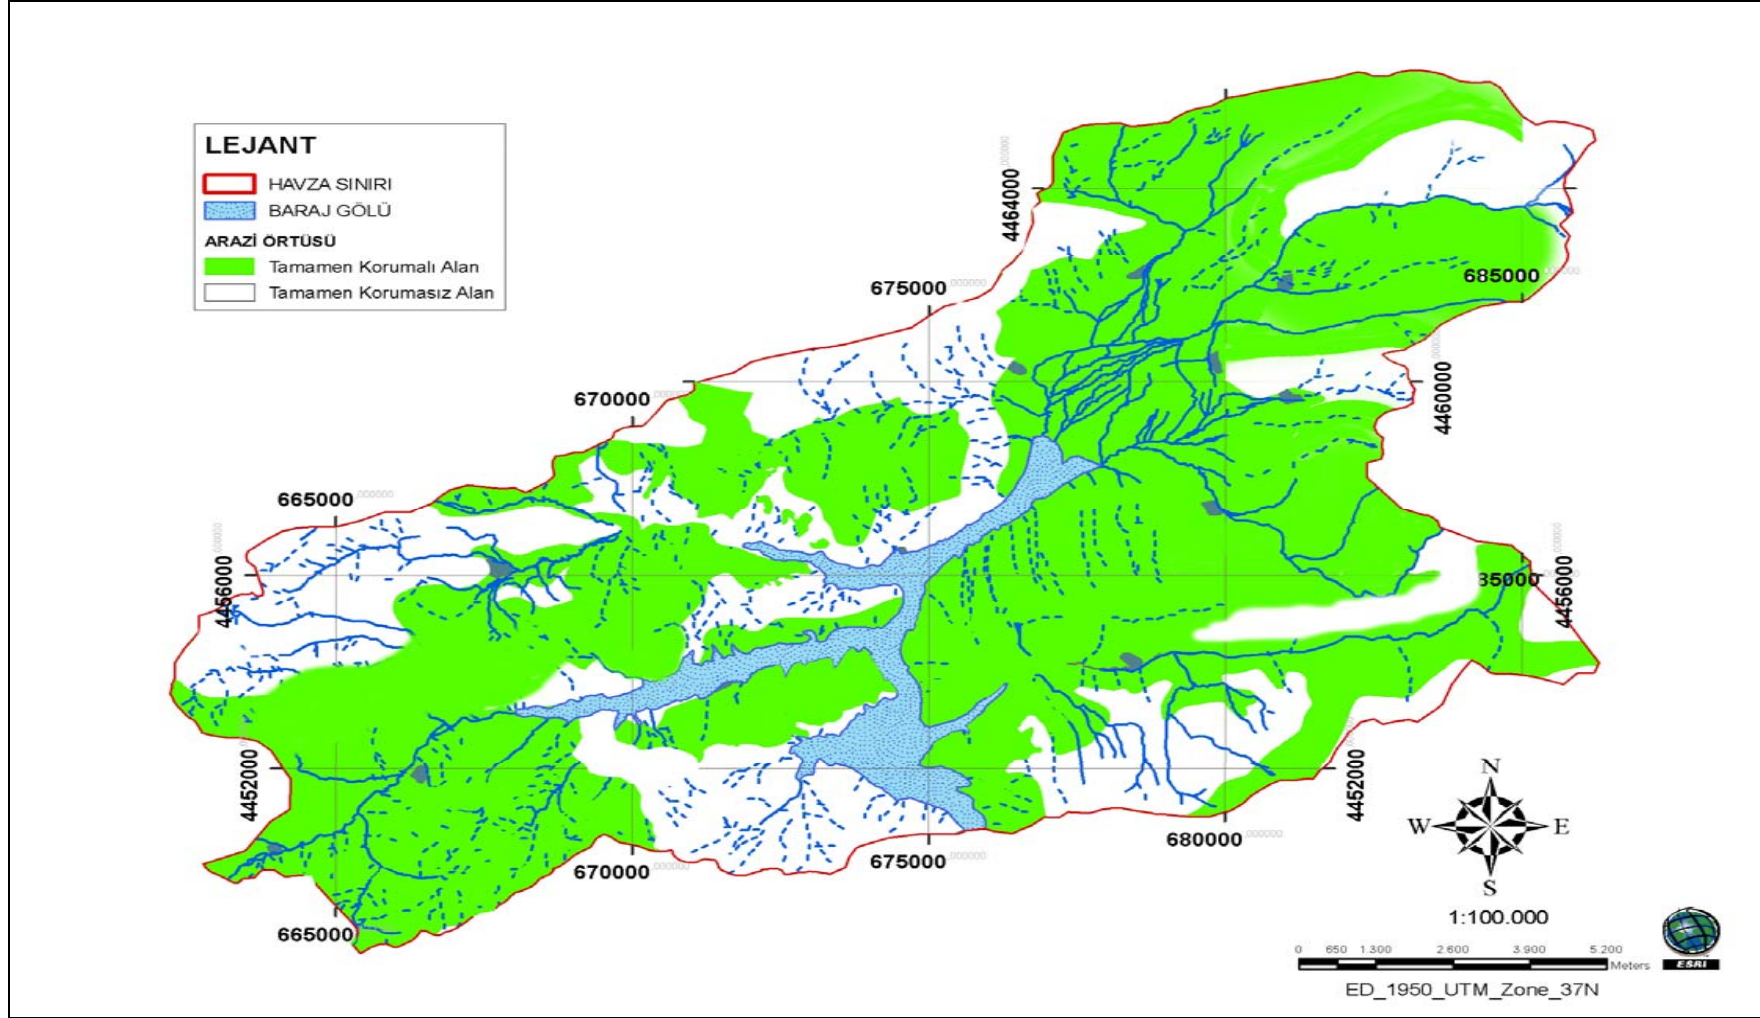 LEJANT
HAVZA SINIRI
BARAJ GÖLÜ
ARAZİ ÖRTÜSÜ
Tamamen Korumalı Alan
Tamamen Korumasız Alan
4464000
685000
675000
670000
4460000
665000
4456000
35000
4456000
4452000
4452000
680000
675000
670000
665000
N
W E
S
1:100.000
0 650 1.300 2.600 3.900 5.200
Meters
ESRI
ED_1950_UTM_Zone_37N